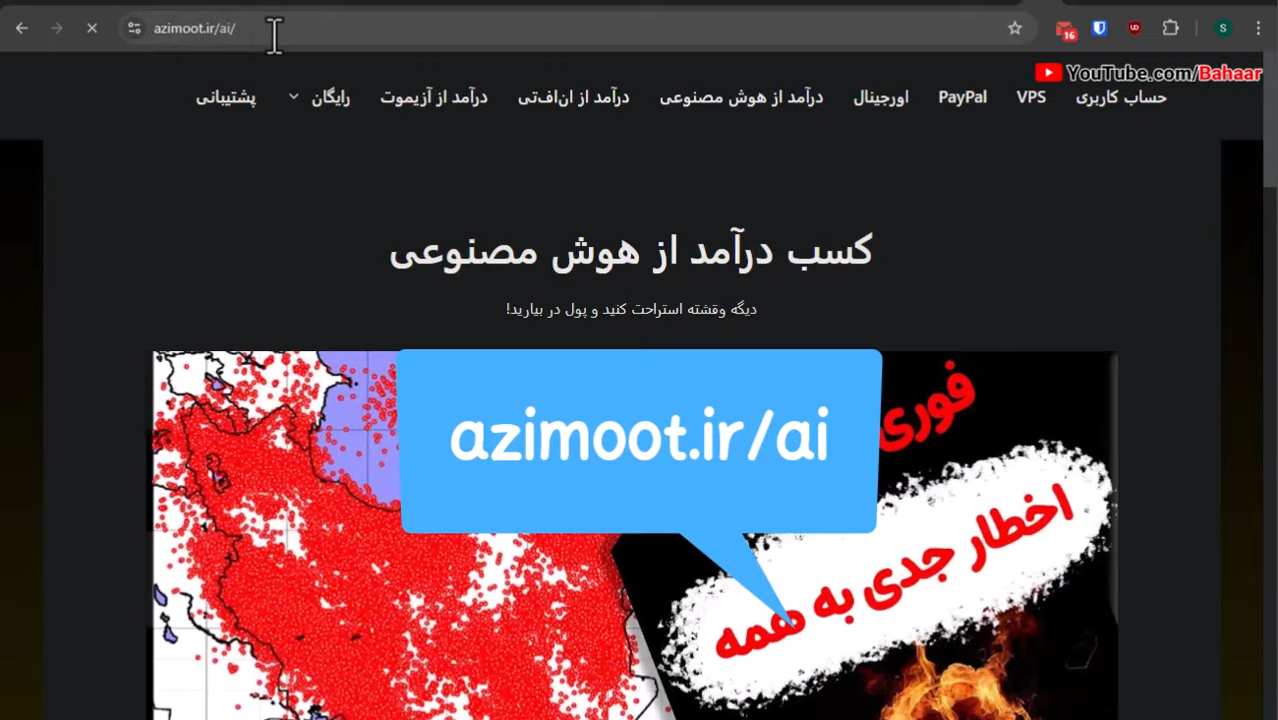 azimoot.ir/ai/
16
S
YouTube.com/Bahaar
حساب کاربری VPS PayPal اورجینال درآمد از هوش مصنوعی درآمد از ان‌اف‌تی درآمد از آزیموت رایگان پشتیبانی
کسب درآمد از هوش مصنوعی
دیگه وقشته استراحت کنید و پول در بیارید!
فوری
azimoot.ir/ai
اخطار جدی به همه